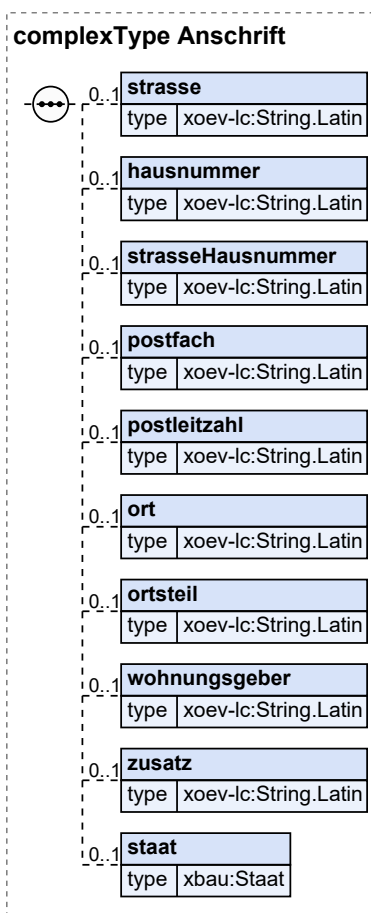 complexType Anschrift
0..1 strasse
type xoev-lc:String.Latin
0..1 hausnummer
type xoev-lc:String.Latin
0..1 strasseHausnummer
type xoev-lc:String.Latin
0..1 postfach
type xoev-lc:String.Latin
0..1 postleitzahl
type xoev-lc:String.Latin
0..1 ort
type xoev-lc:String.Latin
0..1 ortsteil
type xoev-lc:String.Latin
0..1 wohnungsgeber
type xoev-lc:String.Latin
0..1 zusatz
type xoev-lc:String.Latin
0..1 staat
type xbau:Staat